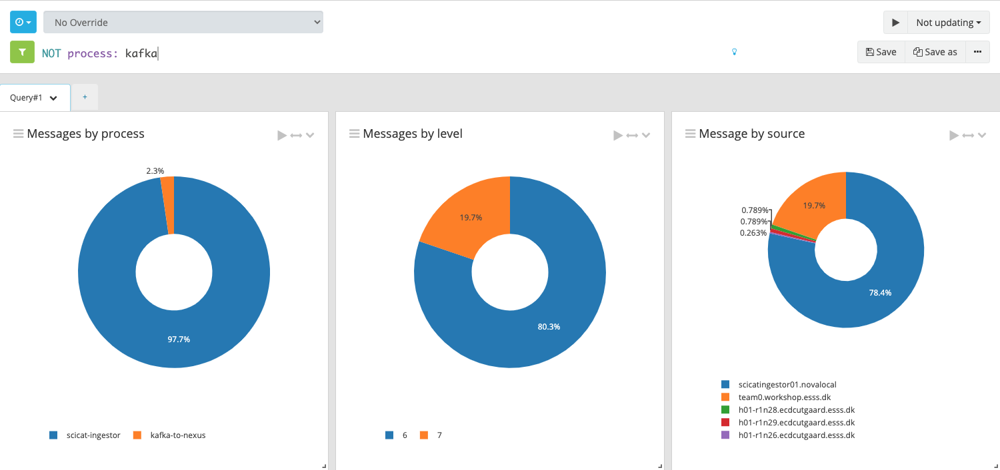 No Override
Not updating
NOT process: kafka
Save
Save as
Query#1
+
Messages by process
2.3%
97.7%
scicat-ingestor
kafka-to-nexus
Messages by level
19.7%
80.3%
6
7
Message by source
0.789%
0.789%
0.263%
19.7%
78.4%
scicatingestor01.novalocal
team0.workshop.esss.dk
h01-r1n28.ecdcutgaard.esss.dk
h01-r1n29.ecdcutgaard.esss.dk
h01-r1n26.ecdcutgaard.esss.dk